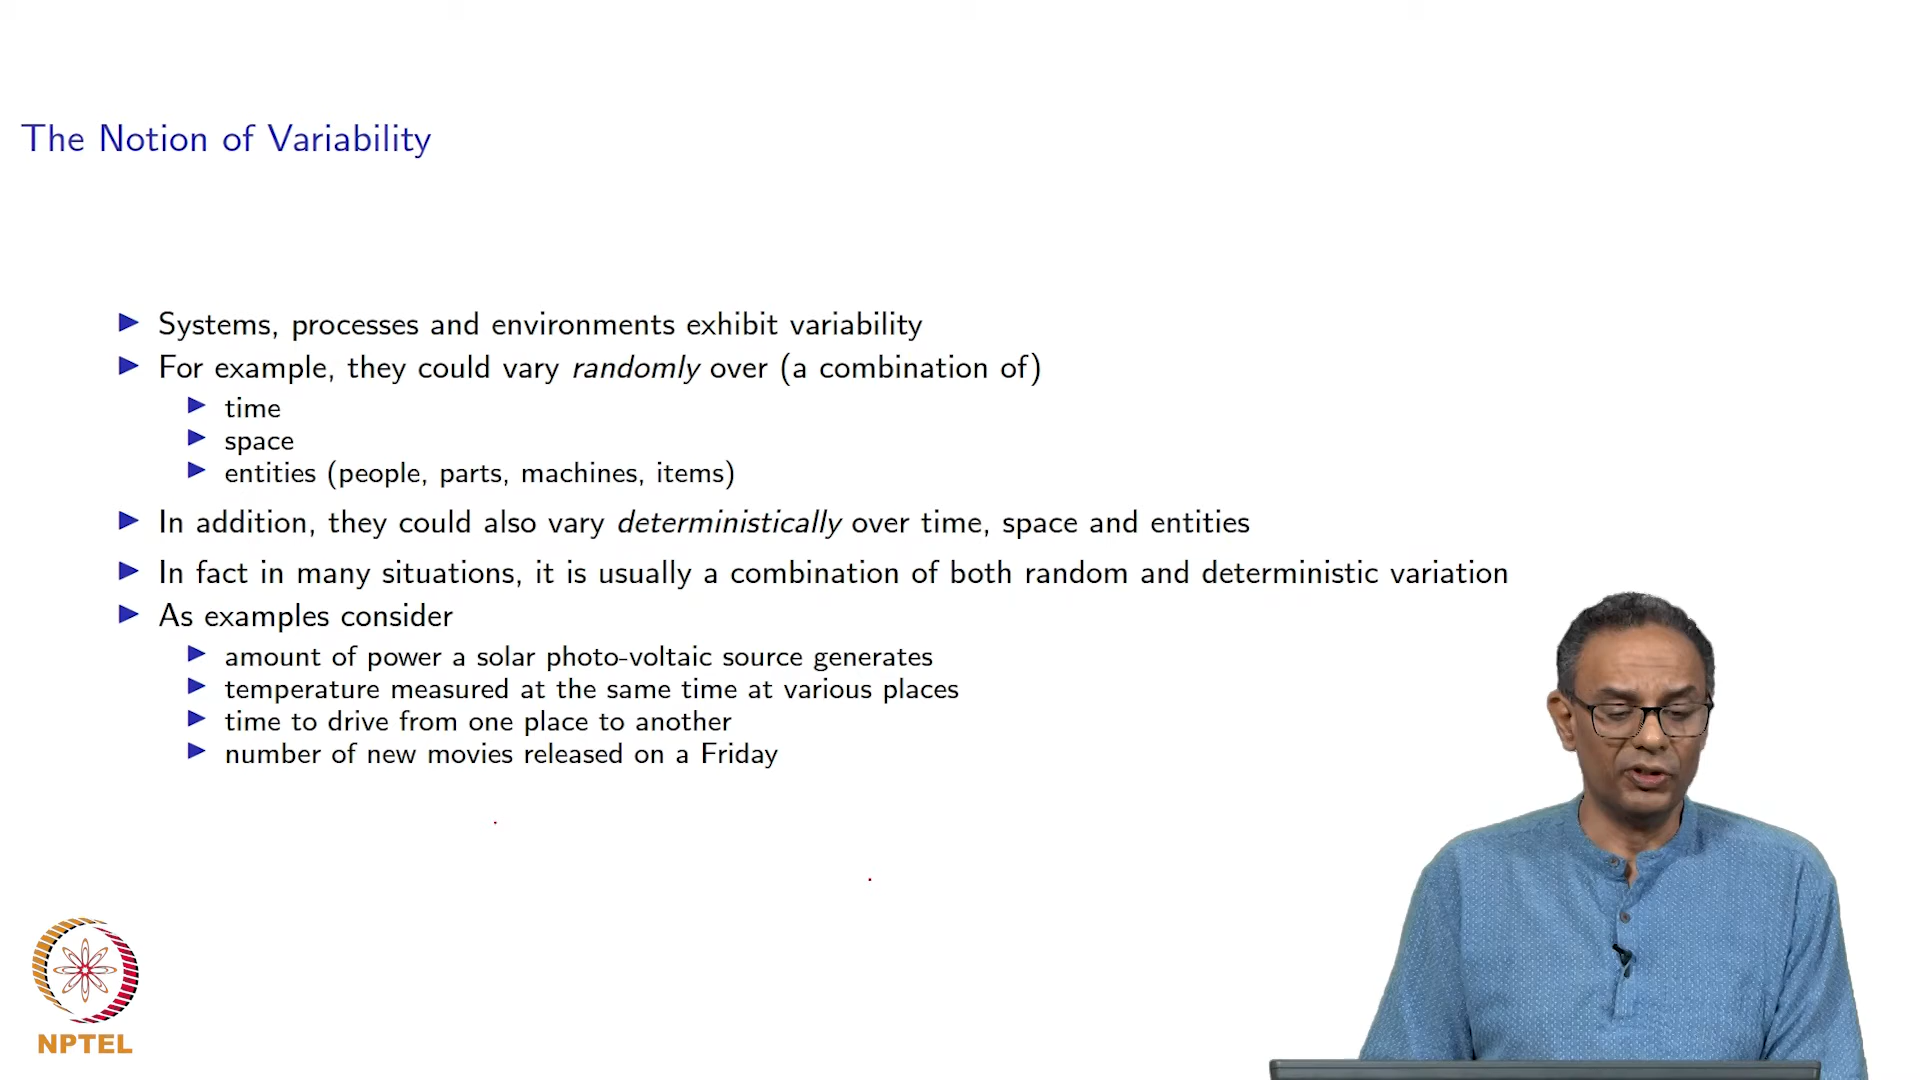 The Notion of Variability
Systems, processes and environments exhibit variability
For example, they could vary randomly over (a combination of)
time
space
entities (people, parts, machines, items)
In addition, they could also vary deterministically over time, space and entities
In fact in many situations, it is usually a combination of both random and deterministic variation
As examples consider
amount of power a solar photo-voltaic source generates
temperature measured at the same time at various places
time to drive from one place to another
number of new movies released on a Friday
NPTEL